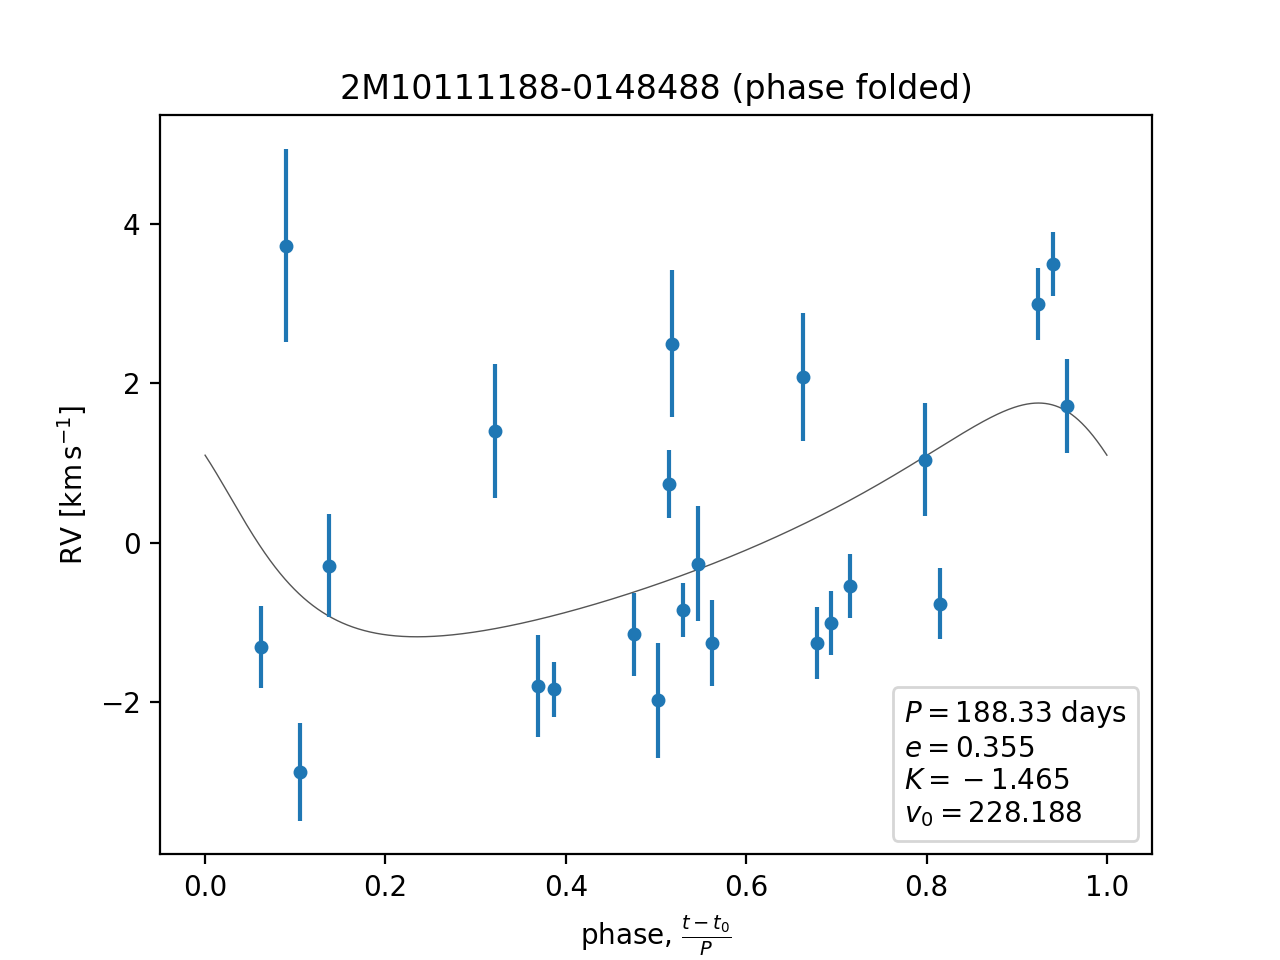 2M10111188-0148488 (phase folded)
RV [km s⁻¹]
4
2
0
−2
0.0 0.2 0.4 0.6 0.8 1.0
phase, (t − t₀)/P
P = 188.33 days
e = 0.355
K = − 1.465
v₀ = 228.188